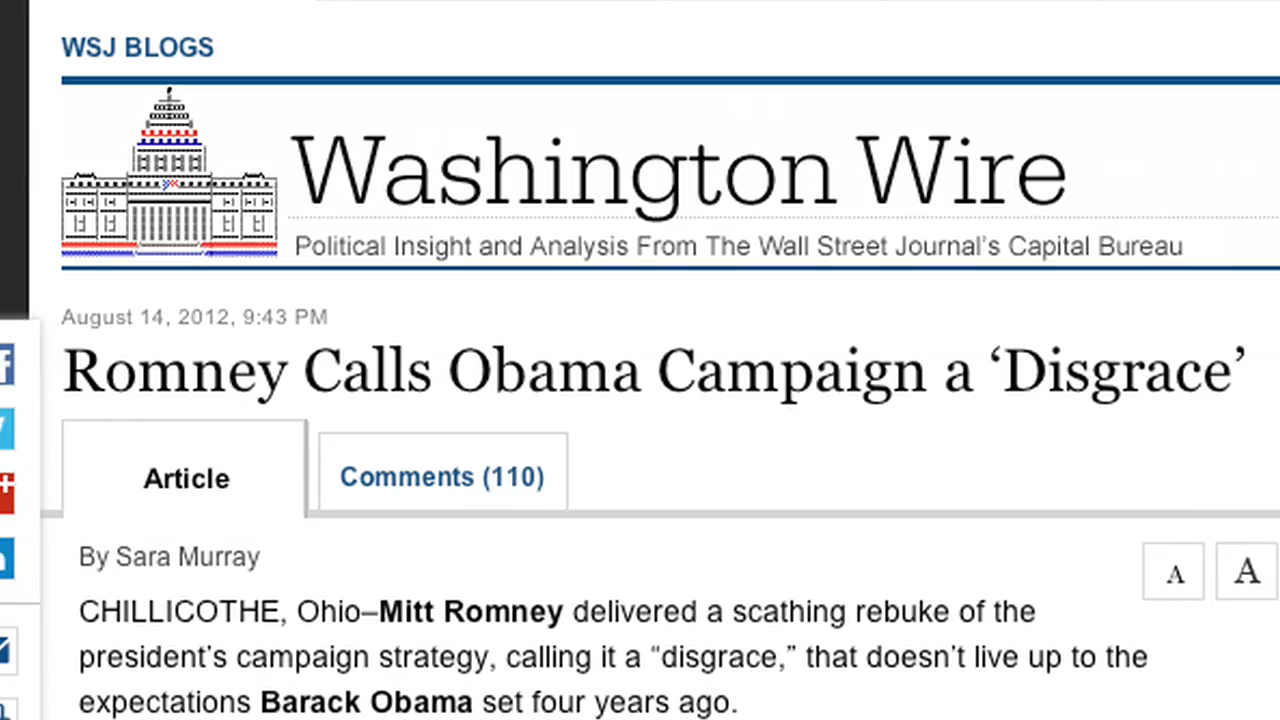 WSJ BLOGS
Washington Wire
Political Insight and Analysis From The Wall Street Journal's Capital Bureau
August 14, 2012, 9:43 PM
Romney Calls Obama Campaign a ‘Disgrace’
Article
Comments (110)
By Sara Murray
A A
CHILLICOTHE, Ohio–Mitt Romney delivered a scathing rebuke of the
president’s campaign strategy, calling it a “disgrace,” that doesn’t live up to the
expectations Barack Obama set four years ago.